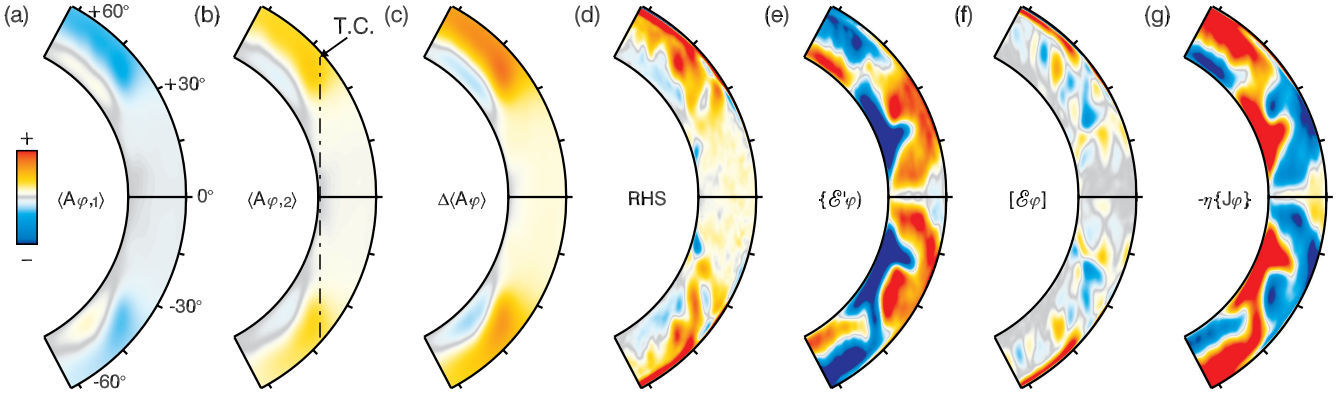 (a) +60° (b) T.C. (c) (d) (e) (f) (g)
+30°
+
⟨Aφ,1⟩ 0° ⟨Aφ,2⟩ Δ⟨Aφ⟩ RHS {ℰ'φ} [ℰφ] -η{Jφ}
−
-30°
-60°